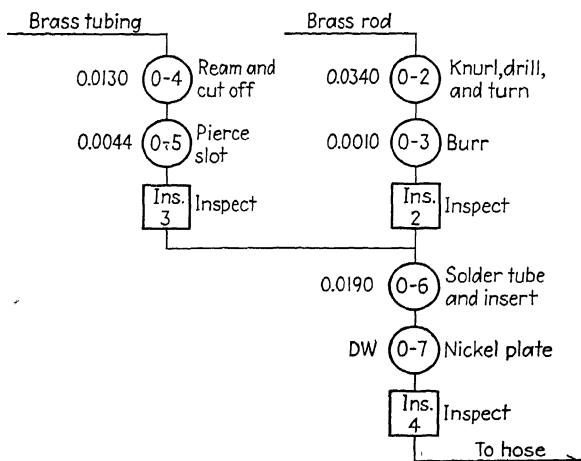 Brass tubing
Brass rod
0.0130 0-4 Ream and cut off
0.0340 0-2 Knurl, drill, and turn
0.0044 0-5 Pierce slot
0.0010 0-3 Burr
Ins. 3 Inspect
Ins. 2 Inspect
0.0190 0-6 Solder tube and insert
DW 0-7 Nickel plate
Ins. 4 Inspect
To hose